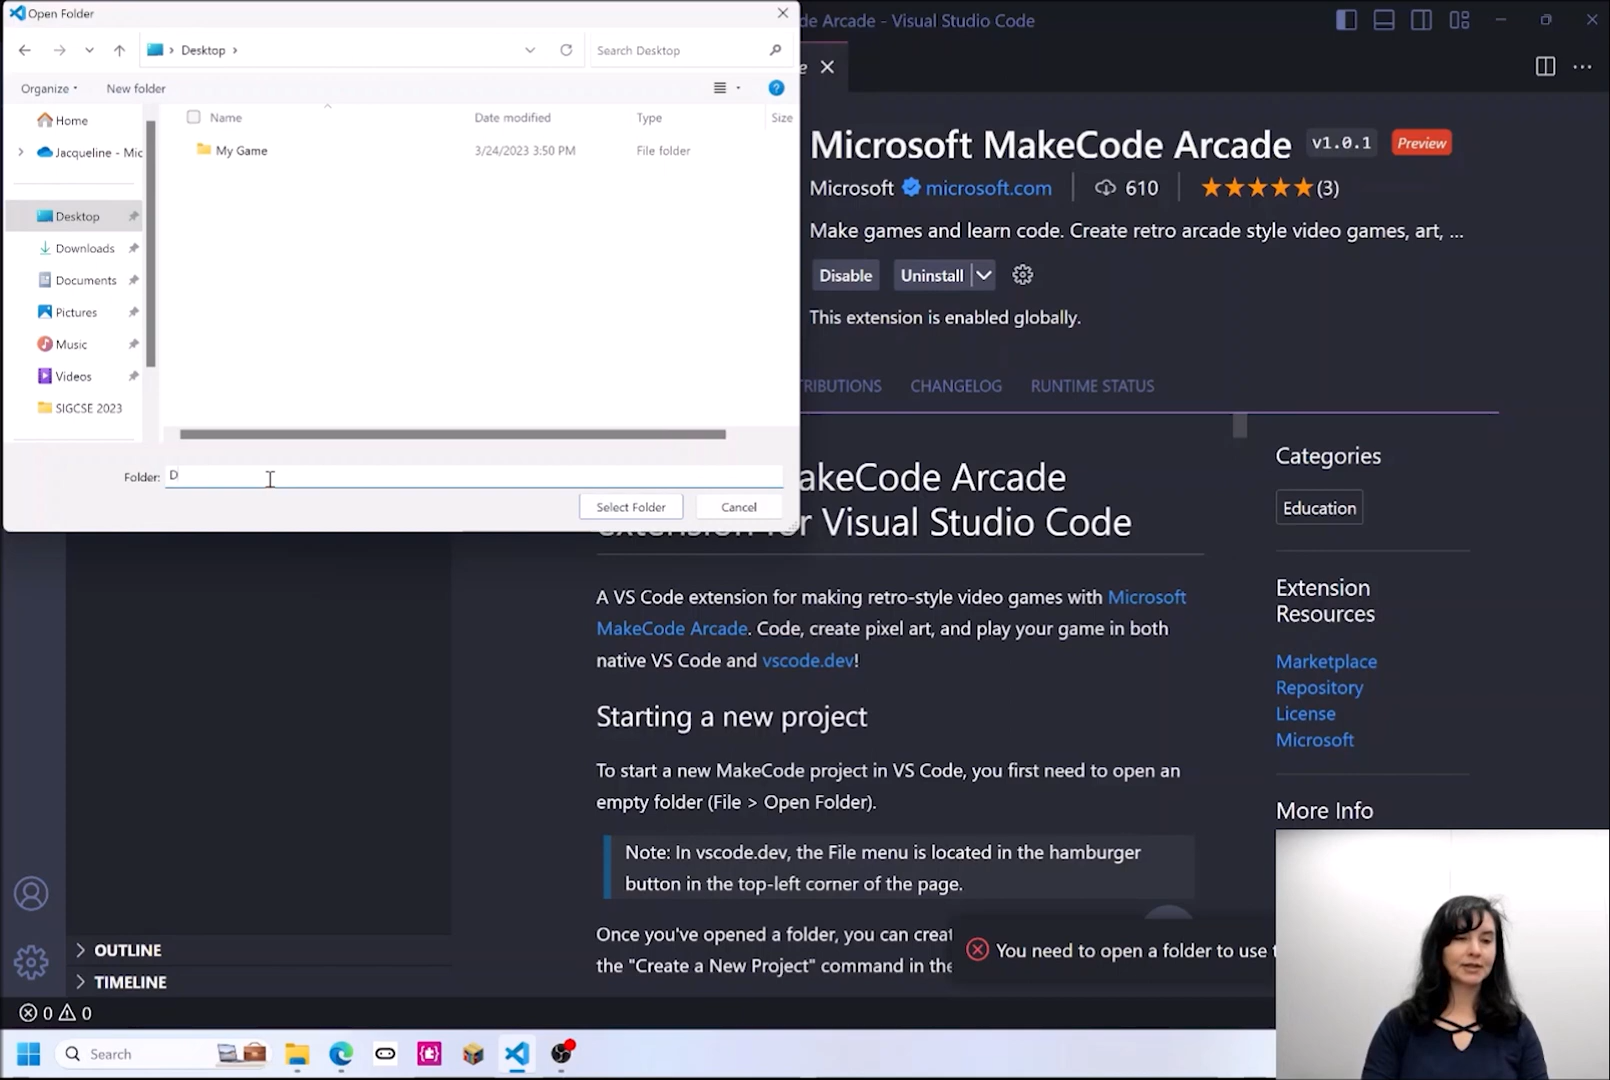 Open Folder
Desktop
Search Desktop
Organize
New folder
Name
Date modified
Type
Size
My Game
3/24/2023 3:50 PM
File folder
Home
Jacqueline - Mic
Desktop
Downloads
Documents
Pictures
Music
Videos
SIGCSE 2023
Folder: D
Select Folder
Cancel
de Arcade - Visual Studio Code
e
Microsoft MakeCode Arcade v1.0.1 Preview
Microsoft microsoft.com 610 (3)
Make games and learn code. Create retro arcade style video games, art, ...
Disable Uninstall
This extension is enabled globally.
TRIBUTIONS CHANGELOG RUNTIME STATUS
akeCode Arcade
extension for Visual Studio Code
A VS Code extension for making retro-style video games with Microsoft
MakeCode Arcade. Code, create pixel art, and play your game in both
native VS Code and vscode.dev!
Starting a new project
To start a new MakeCode project in VS Code, you first need to open an
empty folder (File > Open Folder).
Note: In vscode.dev, the File menu is located in the hamburger
button in the top-left corner of the page.
Once you've opened a folder, you can creat
the "Create a New Project" command in the
Categories
Education
Extension
Resources
Marketplace
Repository
License
Microsoft
More Info
You need to open a folder to use t
OUTLINE
TIMELINE
0 0
Search